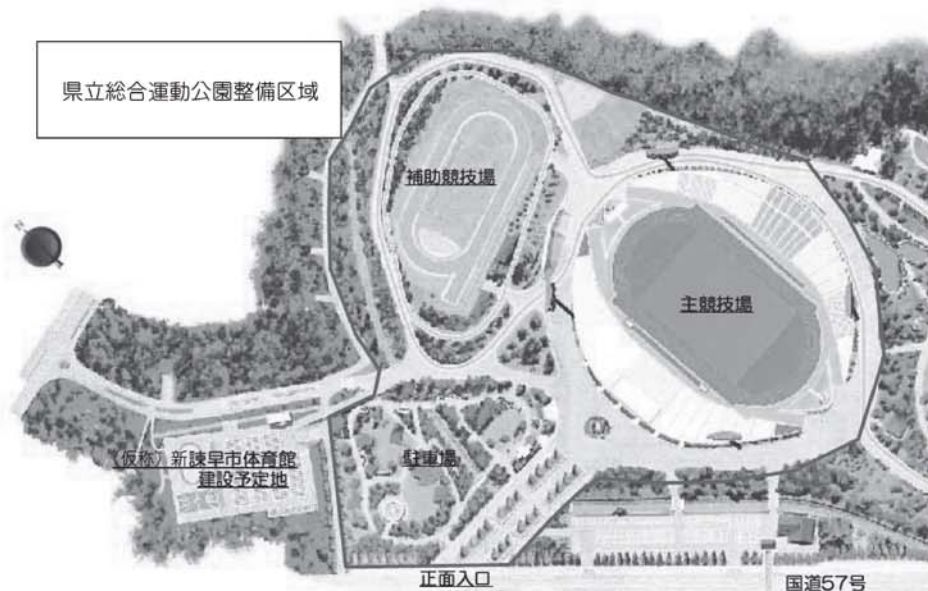 県立総合運動公園整備区域
補助競技場
主競技場
(仮称)新諫早市体育館
建設予定地
駐車場
正面入口
国道57号